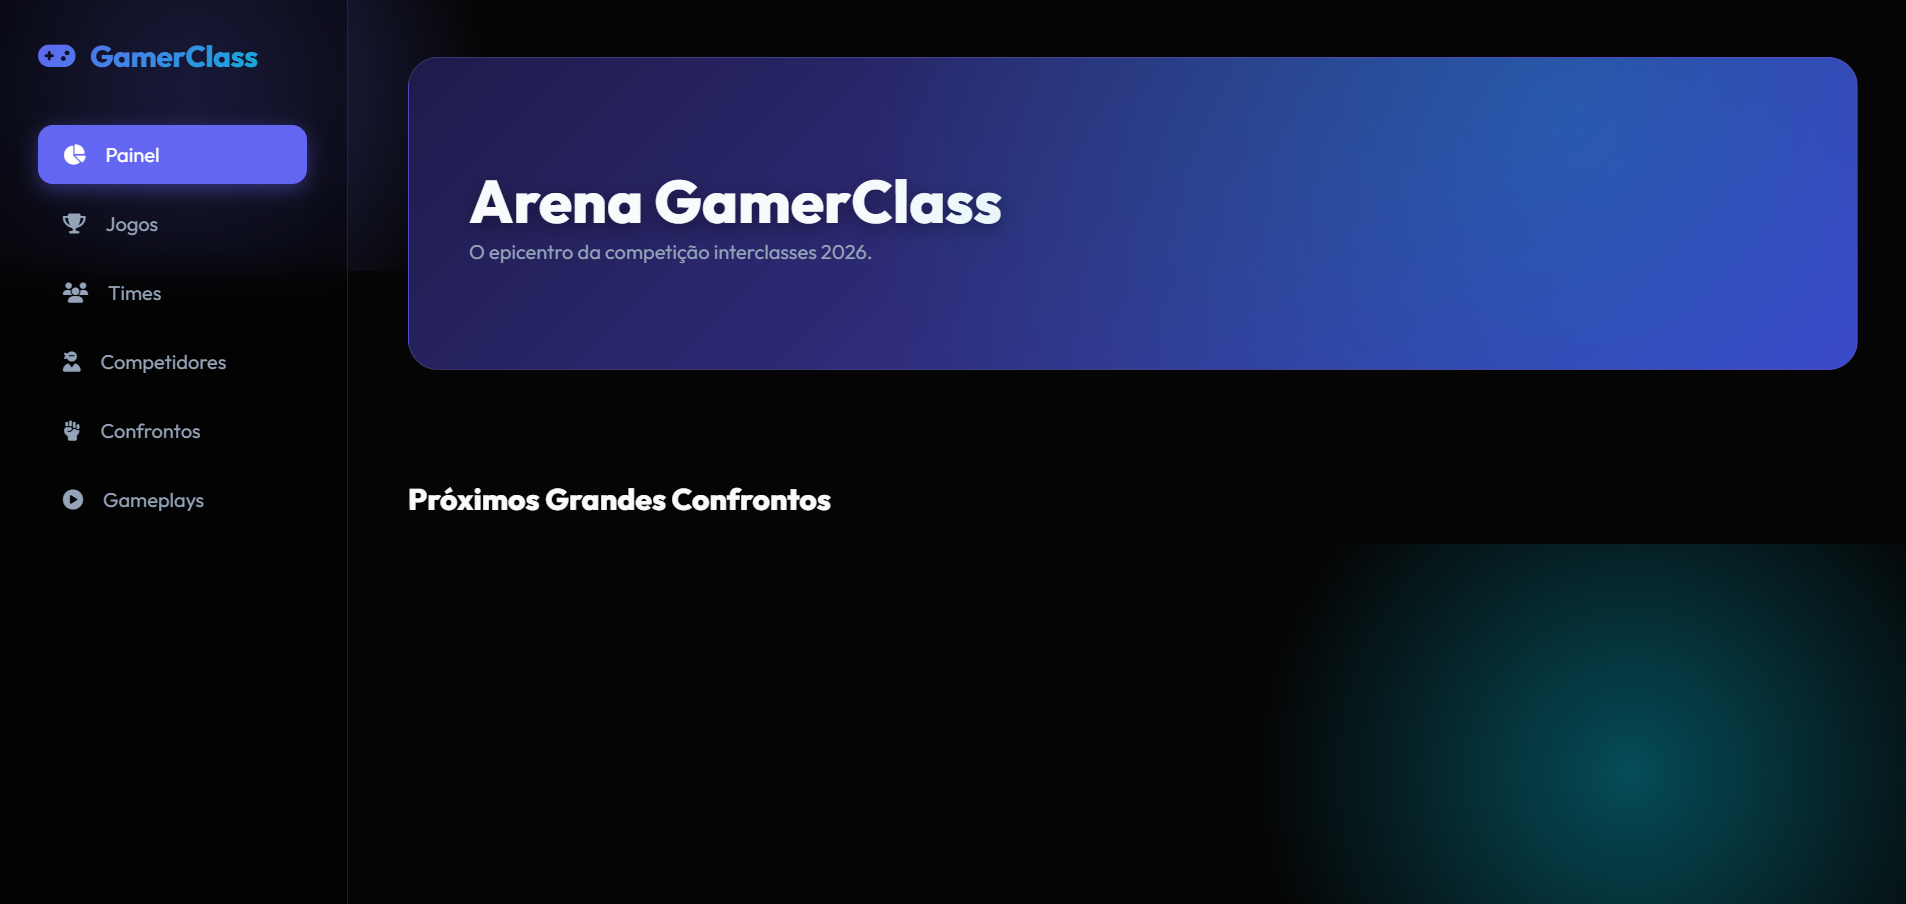 GamerClass
Painel
Jogos
Times
Competidores
Confrontos
Gameplays
Arena GamerClass
O epicentro da competição interclasses 2026.
Próximos Grandes Confrontos